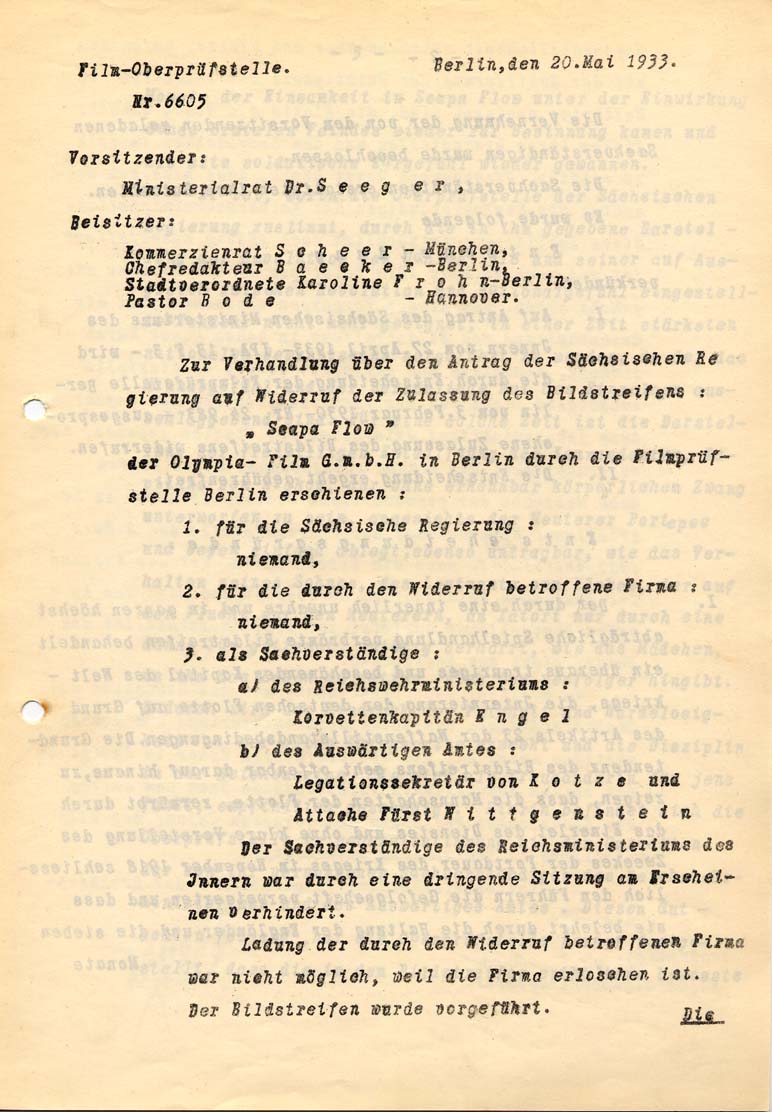 Film-Oberprüfstelle. Berlin,den 20.Mai 1933.
Nr.6605
Vorsitzender:
Ministerialrat Dr.S e e g e r ,
Beisitzer:
Kommerzienrat S c h e e r - München,
Chefredakteur B a e c k e r -Berlin,
Stadtverordnete Karoline F r o h n-Berlin,
Pastor B o d e - Hannover.
Zur Verhandlung über den Antrag der Sächsischen Re
gierung auf Widerruf der Zulassung des Bildstreifens :
„ Scapa Flow "
der Olympia- Film G.m.b.H. in Berlin durch die Filmprüf-
stelle Berlin erschienen :
1. für die Sächsische Regierung :
niemand,
2. für die durch den Widerruf betroffene Firma :
niemand,
3. als Sachverständige :
a/ des Reichswehrministeriums :
Korvettenkapitän E n g e l
b/ des Auswärtigen Amtes :
Legationssekretär von K o t z e und
Attache Fürst W i t t g e n s t e i n
Der Sachverständige des Reichsministeriums des
Innern war durch eine dringende Sitzung am Erschei-
nen verhindert.
Ladung der durch den Widerruf betroffenen Firma
war nicht möglich, weil die Firma erloschen ist.
Der Bildstreifen wurde vorgeführt.
Die